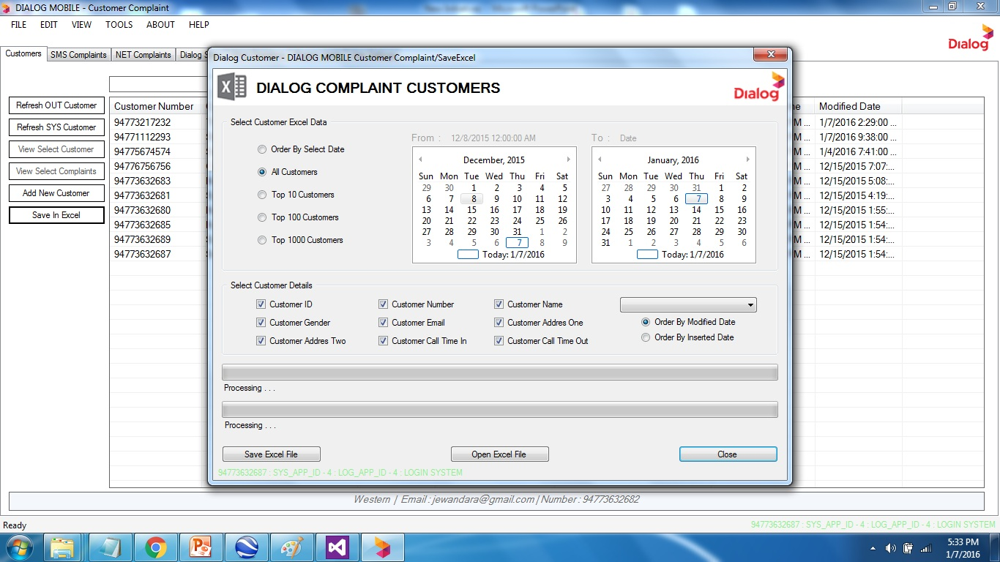 DIALOG MOBILE - Customer Complaint
FILE EDIT VIEW TOOLS ABOUT HELP
Dialog
Customers SMS Complaints NET Complaints Dialog
Dialog Customer - DIALOG MOBILE Customer Complaint/SaveExcel
DIALOG COMPLAINT CUSTOMERS
Dialog
Refresh OUT Customer
Refresh SYS Customer
View Select Customer
View Select Complaints
Add New Customer
Save In Excel
Customer Number
94773217232
94771112293
94775674574
94776756756
94773632683
94773632681
94773632680
94773632685
94773632689
94773632687
Select Customer Excel Data
Order By Select Date
All Customers
Top 10 Customers
Top 100 Customers
Top 1000 Customers
From : 12/8/2015 12:00:00 AM
December, 2015
Sun Mon Tue Wed Thu Fri Sat
29 30 1 2 3 4 5
6 7 8 9 10 11 12
13 14 15 16 17 18 19
20 21 22 23 24 25 26
27 28 29 30 31 1 2
3 4 5 6 7 8 9
Today: 1/7/2016
To : Date
January, 2016
Sun Mon Tue Wed Thu Fri Sat
27 28 29 30 31 1 2
3 4 5 6 7 8 9
10 11 12 13 14 15 16
17 18 19 20 21 22 23
24 25 26 27 28 29 30
31 1 2 3 4 5 6
Today: 1/7/2016
Modified Date
M ... 1/7/2016 2:29:00 ...
M ... 1/7/2016 9:38:00 ...
M ... 1/4/2016 7:41:00 ...
M ... 12/15/2015 7:07:...
M ... 12/15/2015 5:08:...
M ... 12/15/2015 4:19:...
M ... 12/15/2015 1:55:...
M ... 12/15/2015 1:54:...
M ... 12/15/2015 1:54:...
M ... 12/15/2015 1:54:...
Select Customer Details
Customer ID Customer Number Customer Name
Customer Gender Customer Email Customer Addres One
Customer Addres Two Customer Call Time In Customer Call Time Out
Order By Modified Date
Order By Inserted Date
Processing . . .
Processing . . .
Save Excel File Open Excel File Close
94773632687 : SYS_APP_ID - 4 : LOG_APP_ID - 4 : LOGIN SYSTEM
Western | Email : jewandara@gmail.com | Number : 94773632682
Ready
94773632687 : SYS_APP_ID - 4 : LOG_APP_ID - 4 : LOGIN SYSTEM
5:33 PM
1/7/2016